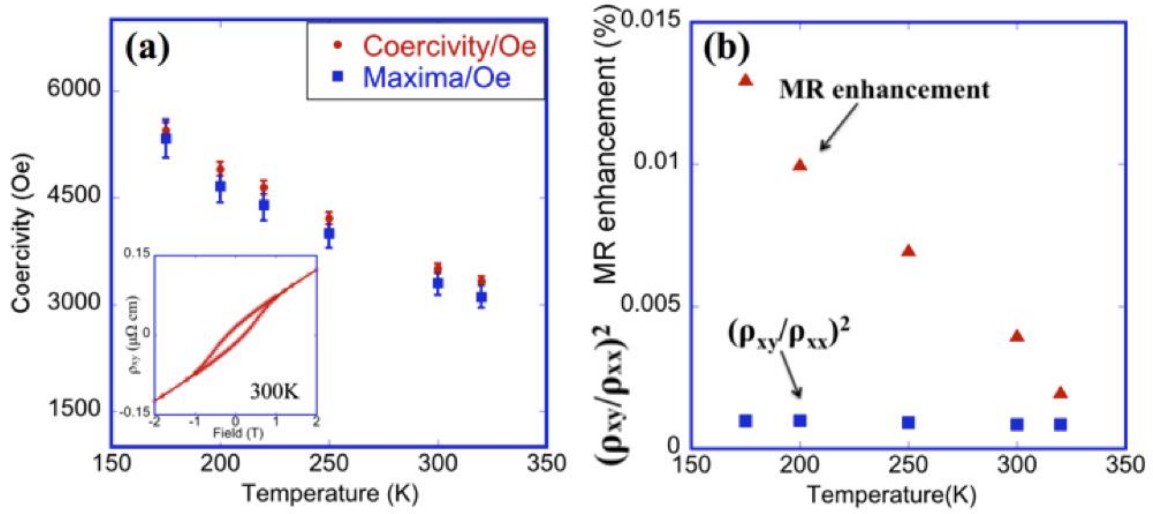 (a)
Coercivity/Oe
Maxima/Oe
6000
4500
3000
1500
Coercivity (Oe)
150
200
250
300
350
Temperature (K)
0.15
0
-0.15
ρxy (μΩ cm)
300K
-2
-1
0
1
2
Field (T)
(b)
MR enhancement
(ρxy/ρxx)²
0.015
0.01
0.005
0
(ρxy/ρxx)² MR enhancement (%)
150
200
250
300
350
Temperature(K)